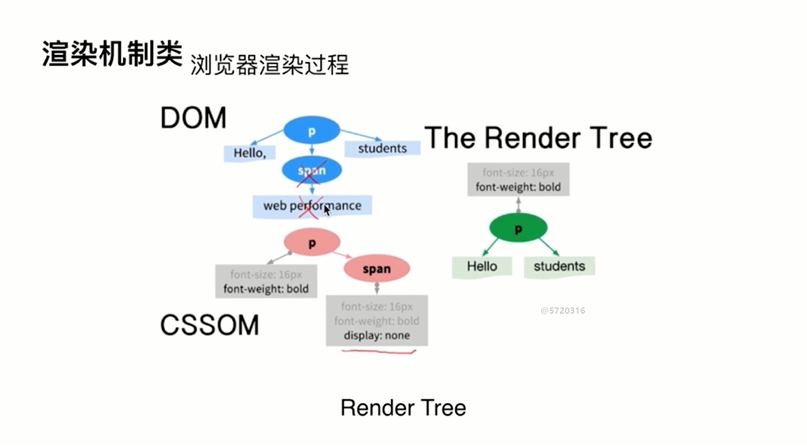 渲染机制类 浏览器渲染过程
DOM
p
Hello,
students
span
web performance
p
font-size: 16px
font-weight: bold
span
font-size: 16px
font-weight: bold
display: none
CSSOM
The Render Tree
font-size: 16px
font-weight: bold
p
Hello
students
@5720316
Render Tree